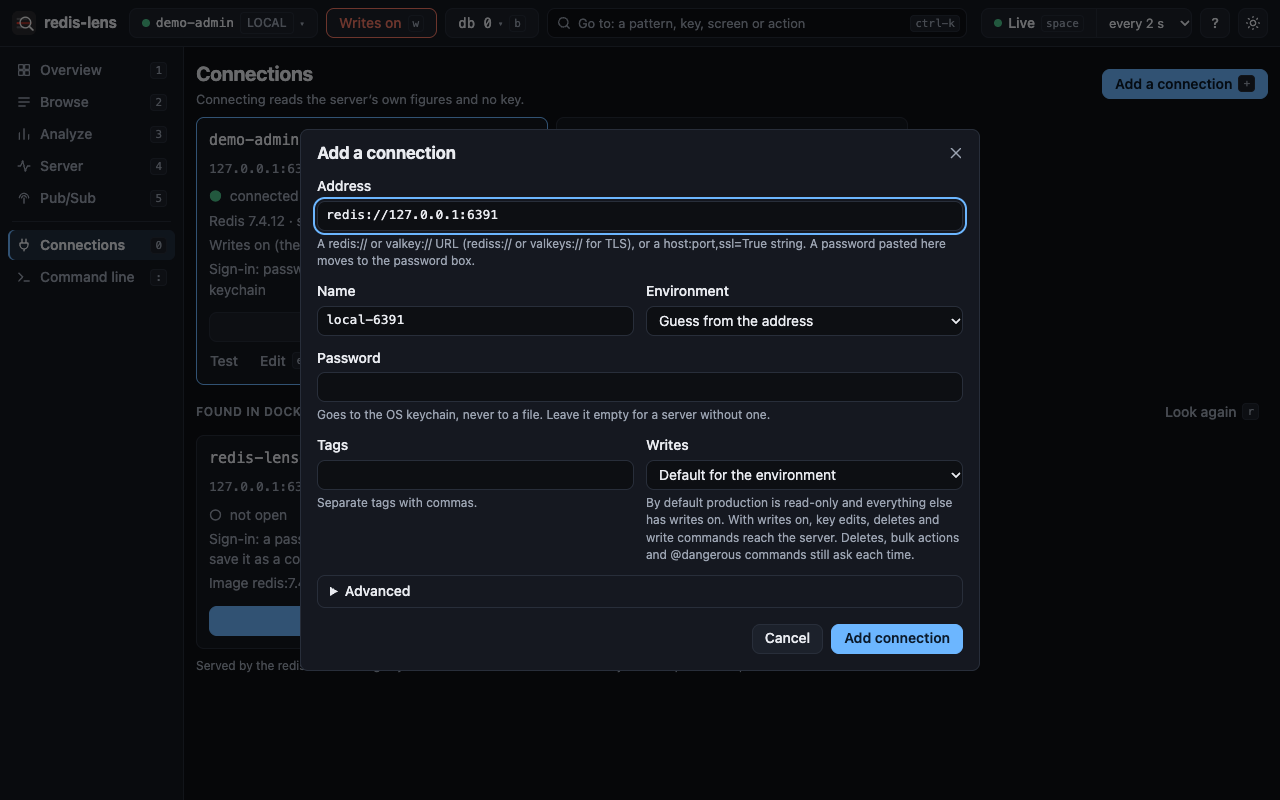 redis-lens
demo-admin LOCAL
Writes on w
db 0 b
Go to: a pattern, key, screen or action ctrl-k
Live space
every 2 s
?
Overview 1
Browse 2
Analyze 3
Server 4
Pub/Sub 5
Connections 0
Command line :
Connections
Connecting reads the server's own figures and no key.
Add a connection +
demo-admin
127.0.0.1:63
connected
Redis 7.4.12 · s
Writes on (the
Sign-in: passw
keychain
Test Edit e
FOUND IN DOCK
Look again r
redis-lens
127.0.0.1:63
not open
Sign-in: a pas
save it as a co
Image redis:7.4
Served by the redis
Add a connection
Address
redis://127.0.0.1:6391
A redis:// or valkey:// URL (rediss:// or valkeys:// for TLS), or a host:port,ssl=True string. A password pasted here
moves to the password box.
Name
local-6391
Environment
Guess from the address
Password
Goes to the OS keychain, never to a file. Leave it empty for a server without one.
Tags
Separate tags with commas.
Writes
Default for the environment
By default production is read-only and everything else
has writes on. With writes on, key edits, deletes and
write commands reach the server. Deletes, bulk actions
and @dangerous commands still ask each time.
Advanced
Cancel
Add connection